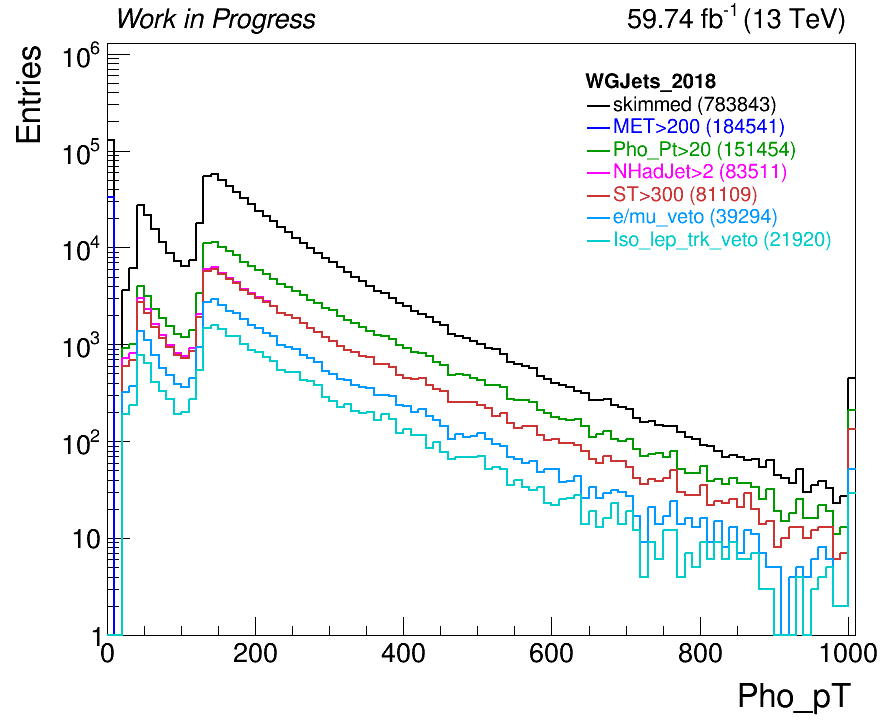 Work in Progress
59.74 fb-1 (13 TeV)
Entries
WGJets_2018
skimmed (783843)
MET>200 (184541)
Pho_Pt>20 (151454)
NHadJet>2 (83511)
ST>300 (81109)
e/mu_veto (39294)
Iso_lep_trk_veto (21920)
10^6
10^5
10^4
10^3
10^2
10
1
0 200 400 600 800 1000
Pho_pT